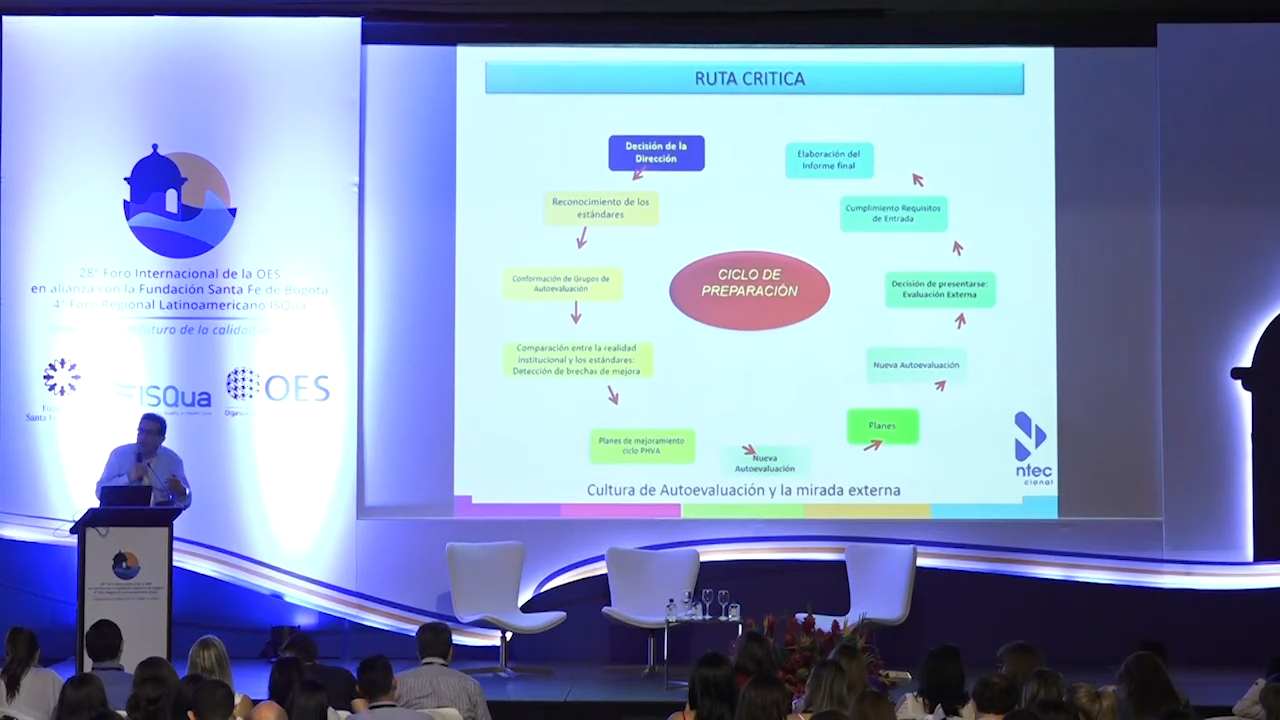 RUTA CRITICA
Decisión de la
Dirección
Reconocimiento de los
estándares
Conformación de Grupos de
Autoevaluación
Comparación entre la realidad
institucional y los estándares:
Detección de brechas de mejora
Planes de mejoramiento
ciclo PHVA
Nueva
Autoevaluación
Planes
Nueva Autoevaluación
Decisión de presentarse:
Evaluación Externa
Cumplimiento Requisitos
de Entrada
Elaboración del
Informe final
CICLO DE
PREPARACIÓN
Cultura de Autoevaluación y la mirada externa
ntec
cional
28° Foro Internacional de la OES
en alianza con la Fundación Santa Fe de Bogotá
4° Foro Regional Latinoamericano ISQua
futuro de la calidad
Santa
ISQua
OES